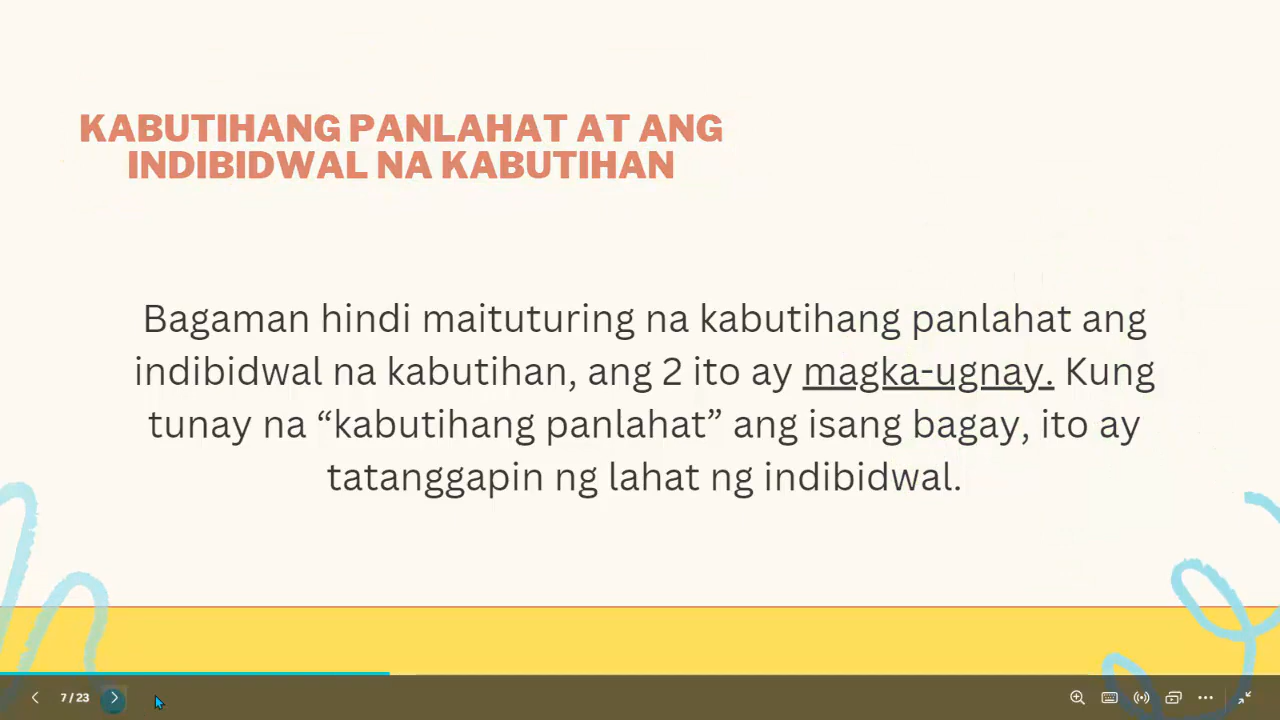 KABUTIHANG PANLAHAT AT ANG
INDIBIDWAL NA KABUTIHAN
Bagaman hindi maituturing na kabutihang panlahat ang
indibidwal na kabutihan, ang 2 ito ay magka-ugnay. Kung
tunay na “kabutihang panlahat” ang isang bagay, ito ay
tatanggapin ng lahat ng indibidwal.
7 / 23